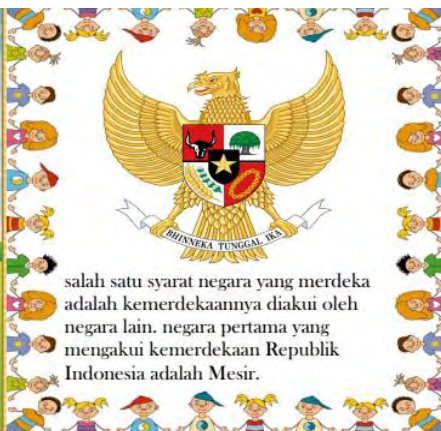 BHINNEKA TUNGGAL IKA
salah satu syarat negara yang merdeka
adalah kemerdekaannya diakui oleh
negara lain. negara pertama yang
mengakui kemerdekaan Republik
Indonesia adalah Mesir.